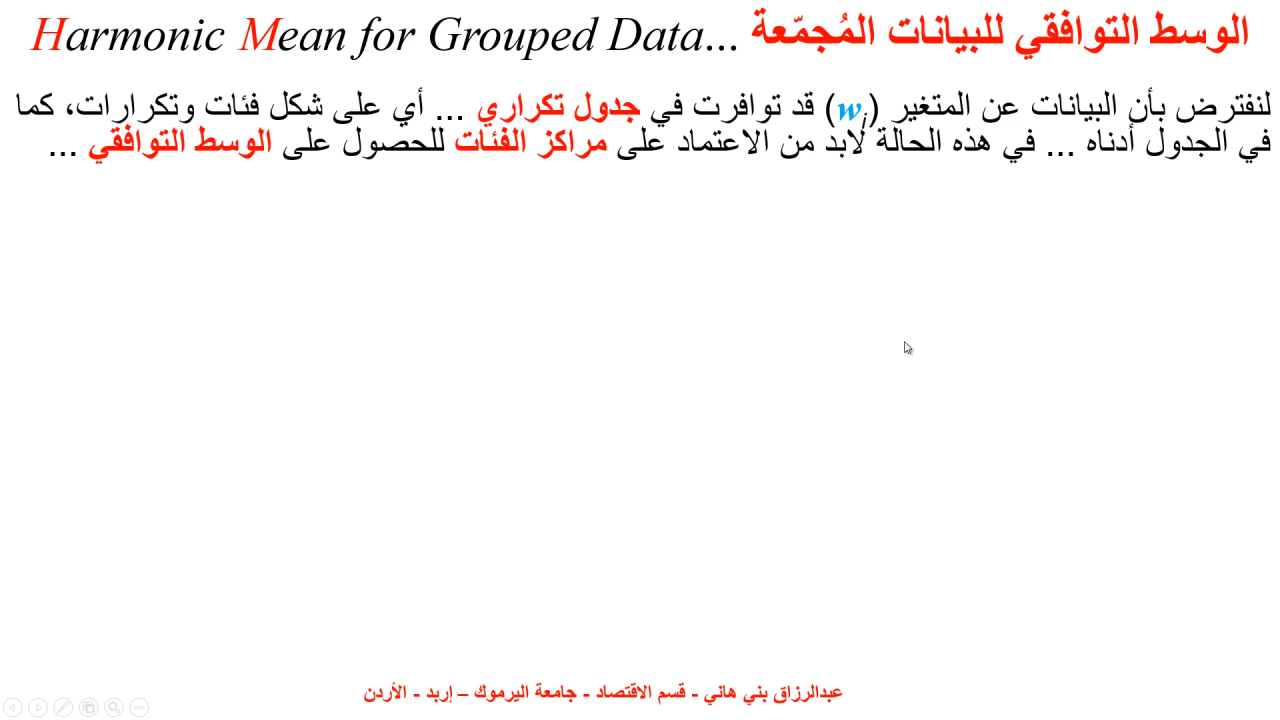 الوسط التوافقي للبيانات المُجمّعة Harmonic Mean for Grouped Data...
لنفترض بأن البيانات عن المتغير (wi) قد توافرت في جدول تكراري ... أي على شكل فئات وتكرارات، كما
في الجدول أدناه ... في هذه الحالة لابد من الاعتماد على مراكز الفئات للحصول على الوسط التوافقي ...
عبدالرزاق بني هاني - قسم الاقتصاد - جامعة اليرموك – إربد - الأردن